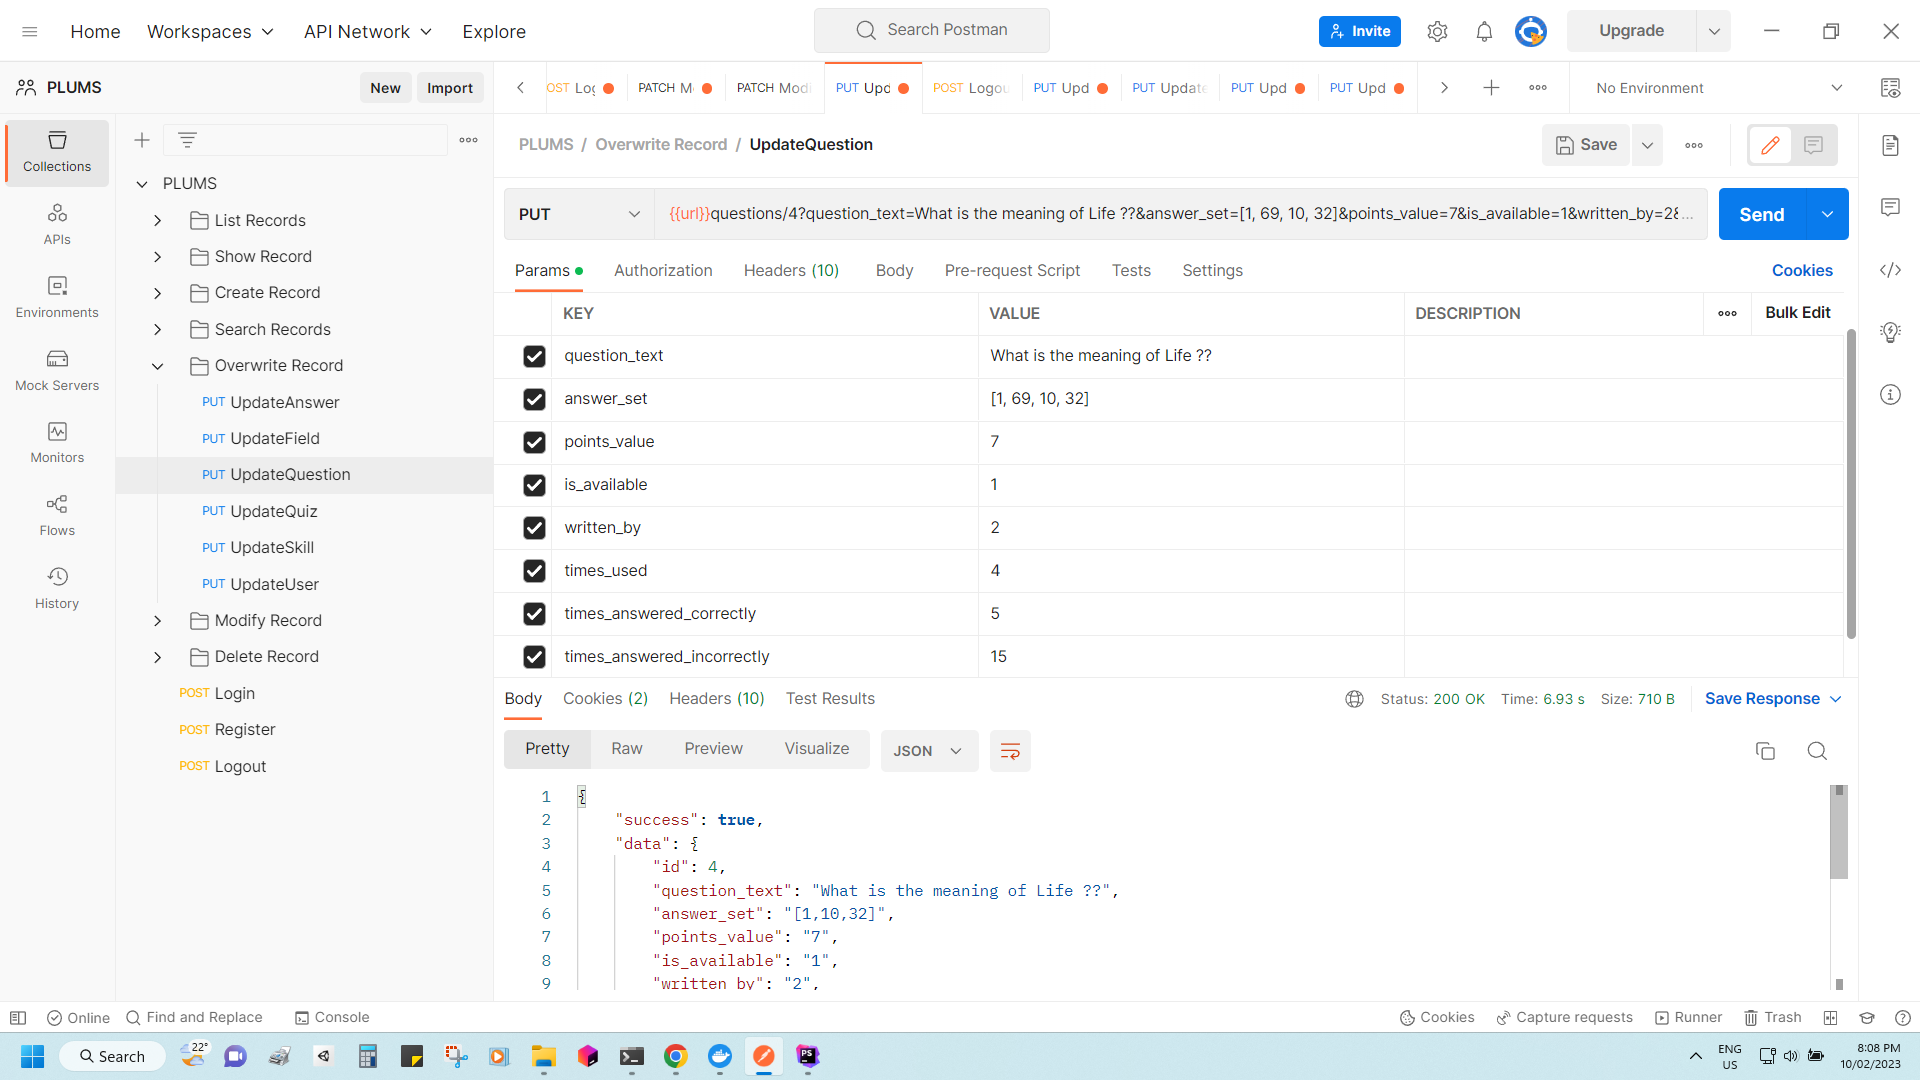 Home Workspaces API Network Explore Search Postman Invite Upgrade
PLUMS New Import
OST Log PATCH M PATCH Modi PUT Upd POST Logou PUT Upd PUT Update PUT Upd PUT Upd No Environment
Collections
APIs
Environments
Mock Servers
Monitors
Flows
History
PLUMS
List Records
Show Record
Create Record
Search Records
Overwrite Record
PUT UpdateAnswer
PUT UpdateField
PUT UpdateQuestion
PUT UpdateQuiz
PUT UpdateSkill
PUT UpdateUser
Modify Record
Delete Record
POST Login
POST Register
POST Logout
PLUMS / Overwrite Record / UpdateQuestion Save
PUT {{url}}questions/4?question_text=What is the meaning of Life ??&answer_set=[1, 69, 10, 32]&points_value=7&is_available=1&written_by=2&... Send
Params Authorization Headers (10) Body Pre-request Script Tests Settings Cookies
KEY VALUE DESCRIPTION Bulk Edit
question_text What is the meaning of Life ??
answer_set [1, 69, 10, 32]
points_value 7
is_available 1
written_by 2
times_used 4
times_answered_correctly 5
times_answered_incorrectly 15
Body Cookies (2) Headers (10) Test Results Status: 200 OK Time: 6.93 s Size: 710 B Save Response
Pretty Raw Preview Visualize JSON
1 {
2 "success": true,
3 "data": {
4 "id": 4,
5 "question_text": "What is the meaning of Life ??",
6 "answer_set": "[1,10,32]",
7 "points_value": "7",
8 "is_available": "1",
9 "written_by": "2",
Online Find and Replace Console Cookies Capture requests Runner Trash
Search 22° PS ENG 8:08 PM
US 10/02/2023